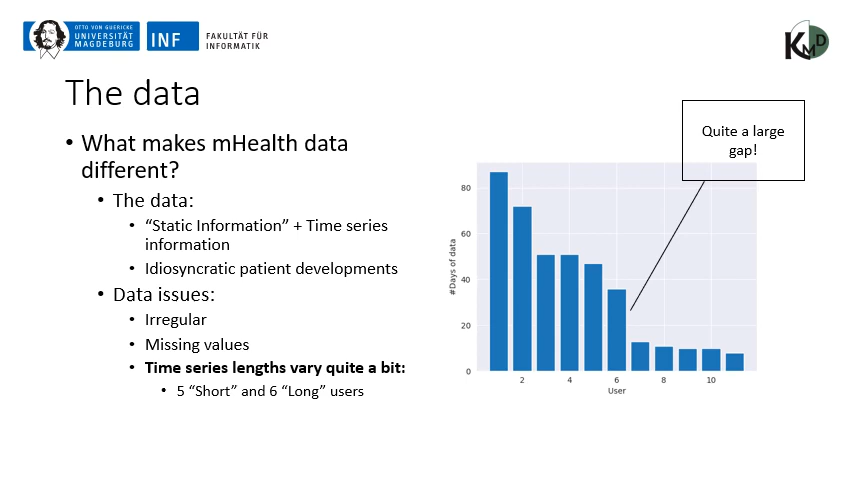 OTTO VON GUERICKE
UNIVERSITÄT
MAGDEBURG
INF
FAKULTÄT FÜR
INFORMATIK
KMD
The data
• What makes mHealth data
different?
• The data:
• “Static Information” + Time series
information
• Idiosyncratic patient developments
• Data issues:
• Irregular
• Missing values
• Time series lengths vary quite a bit:
• 5 “Short” and 6 “Long” users
Quite a large
gap!
#Days of data
80
60
40
20
0
2 4 6 8 10
User